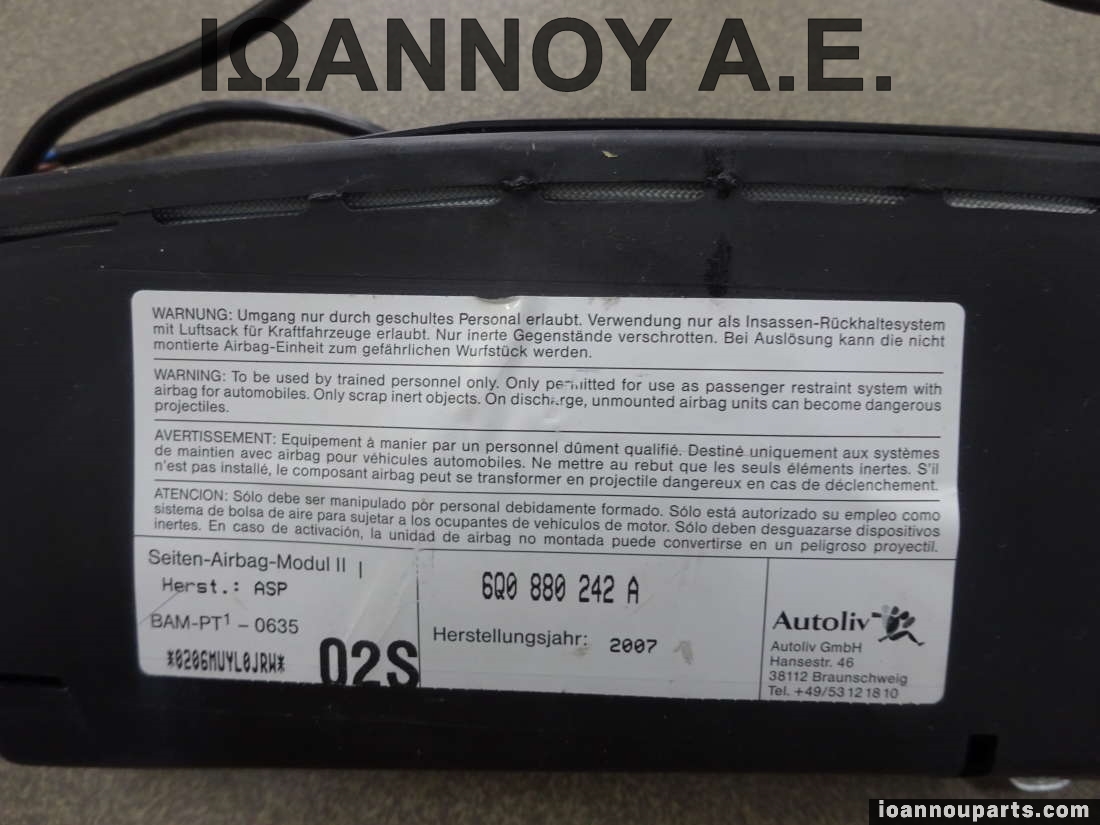 ΙΩΑΝΝΟΥ Α.Ε.
WARNUNG: Umgang nur durch geschultes Personal erlaubt. Verwendung nur als Insassen-Rückhaltesystem
mit Luftsack für Kraftfahrzeuge erlaubt. Nur inerte Gegenstände verschrotten. Bei Auslösung kann die nicht
montierte Airbag-Einheit zum gefährlichen Wurfstück werden.
WARNING: To be used by trained personnel only. Only permitted for use as passenger restraint system with
airbag for automobiles. Only scrap inert objects. On discharge, unmounted airbag units can become dangerous
projectiles.
AVERTISSEMENT: Equipement à manier par un personnel dûment qualifié. Destiné uniquement aux systèmes
de maintien avec airbag pour véhicules automobiles. Ne mettre au rebut que les seuls éléments inertes. S'il
n'est pas installé, le composant airbag peut se transformer en projectile dangereux en cas de déclenchement.
ATENCION: Sólo debe ser manipulado pòr personal debidamente formado. Sólo está autorizado su empleo como
sistema de bolsa de aire para sujetar a los ocupantes de vehículos de motor. Sólo deben desguazarse dispositivos
inertes. En caso de activación, la unidad de airbag no montada puede convertirse en un peligroso proyectil.
Seiten-Airbag-Modul II
Herst.: ASP
BAM-PT1 - 0635
*0206MUYL0JRW*
02S
6Q0 880 242 A
Herstellungsjahr: 2007
Autoliv
Autoliv GmbH
Hansestr. 46
38112 Braunschweig
Tel. +49/53 12 18 10
ioannouparts.com